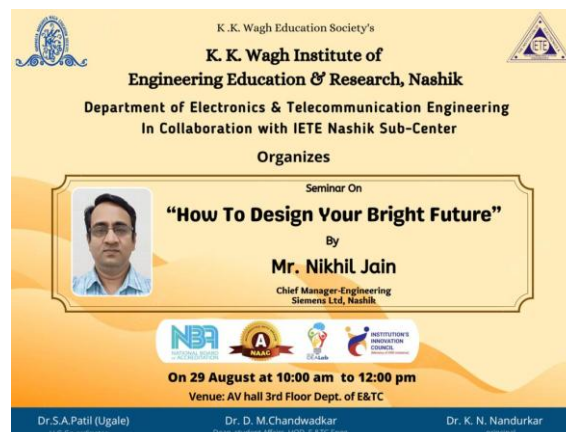 K .K. Wagh Education Society's
K. K. Wagh Institute of
Engineering Education & Research, Nashik
Department of Electronics & Telecommunication Engineering
In Collaboration with IETE Nashik Sub-Center
Organizes
IETE
Seminar On
“How To Design Your Bright Future”
By
Mr. Nikhil Jain
Chief Manager-Engineering
Siemens Ltd, Nashik
NBA
NATIONAL BOARD
of ACCREDITATION
A
NAAC
IDEALab
INSTITUTION'S
INNOVATION
COUNCIL
On 29 August at 10:00 am to 12:00 pm
Venue: AV hall 3rd Floor Dept. of E&TC
Dr.S.A.Patil (Ugale)
Dr. D. M.Chandwadkar
Dr. K. N. Nandurkar